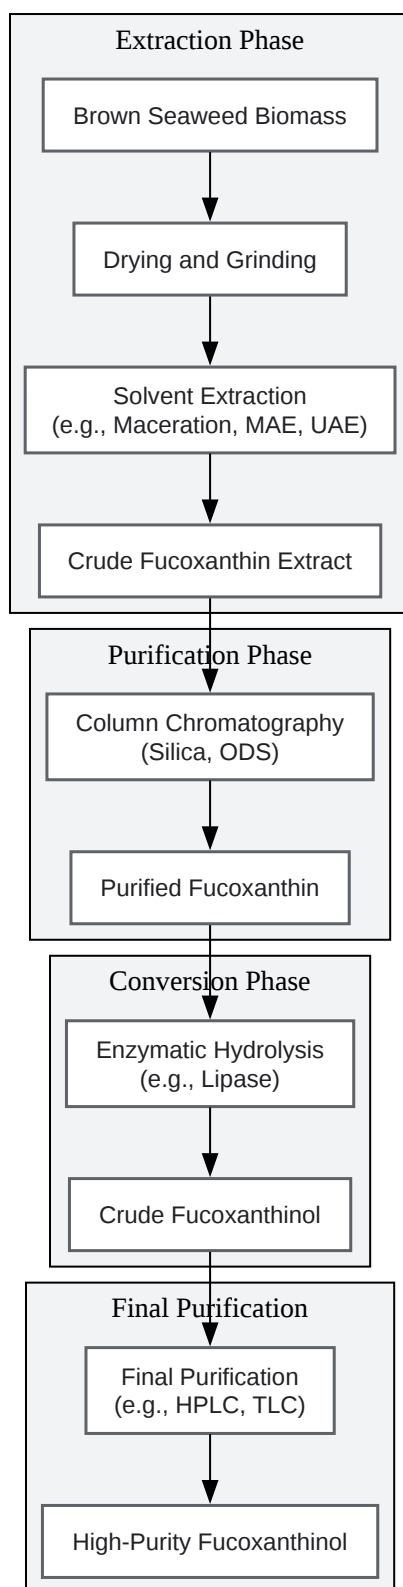 Extraction Phase
Brown Seaweed Biomass
Drying and Grinding
Solvent Extraction
(e.g., Maceration, MAE, UAE)
Crude Fucoxanthin Extract
Purification Phase
Column Chromatography
(Silica, ODS)
Purified Fucoxanthin
Conversion Phase
Enzymatic Hydrolysis
(e.g., Lipase)
Crude Fucoxanthinol
Final Purification
Final Purification
(e.g., HPLC, TLC)
High-Purity Fucoxanthinol